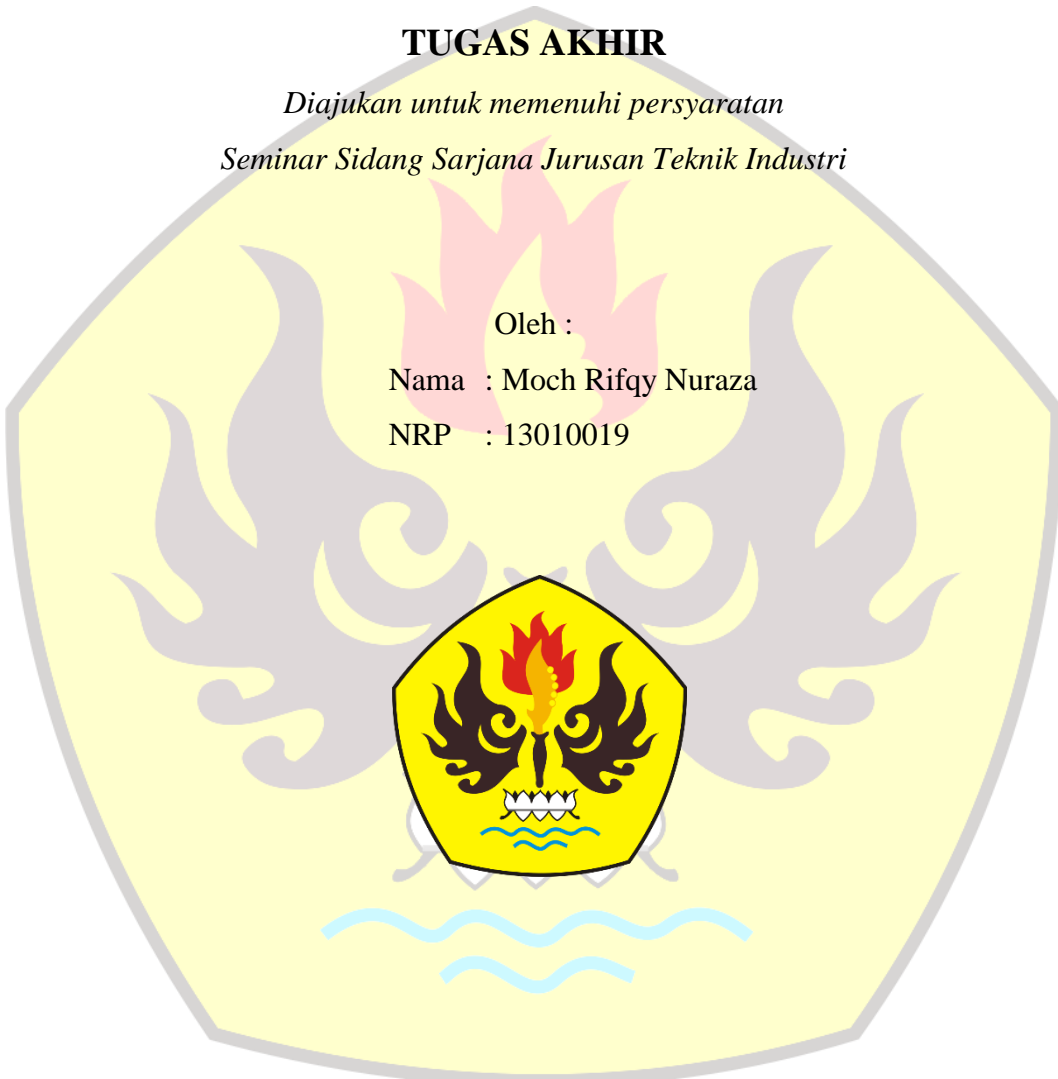 TUGAS AKHIR
Diajukan untuk memenuhi persyaratan
Seminar Sidang Sarjana Jurusan Teknik Industri
Oleh :
Nama : Moch Rifqy Nuraza
NRP : 13010019